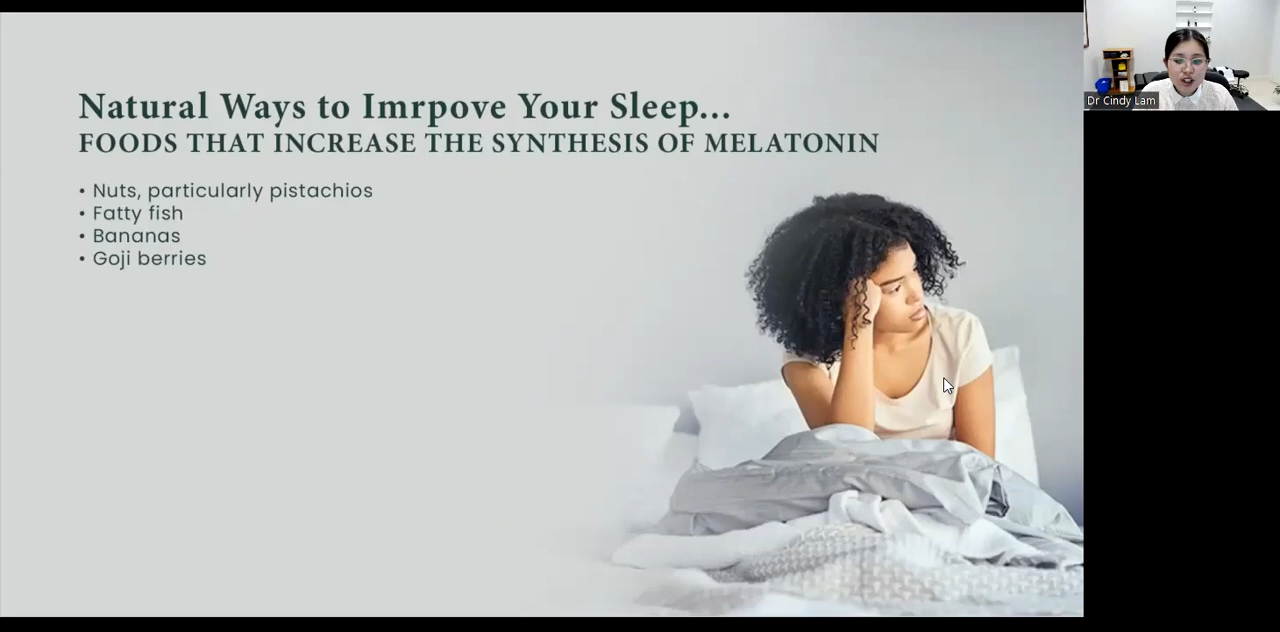 Natural Ways to Imrpove Your Sleep...
FOODS THAT INCREASE THE SYNTHESIS OF MELATONIN
• Nuts, particularly pistachios
• Fatty fish
• Bananas
• Goji berries
Dr Cindy Lam